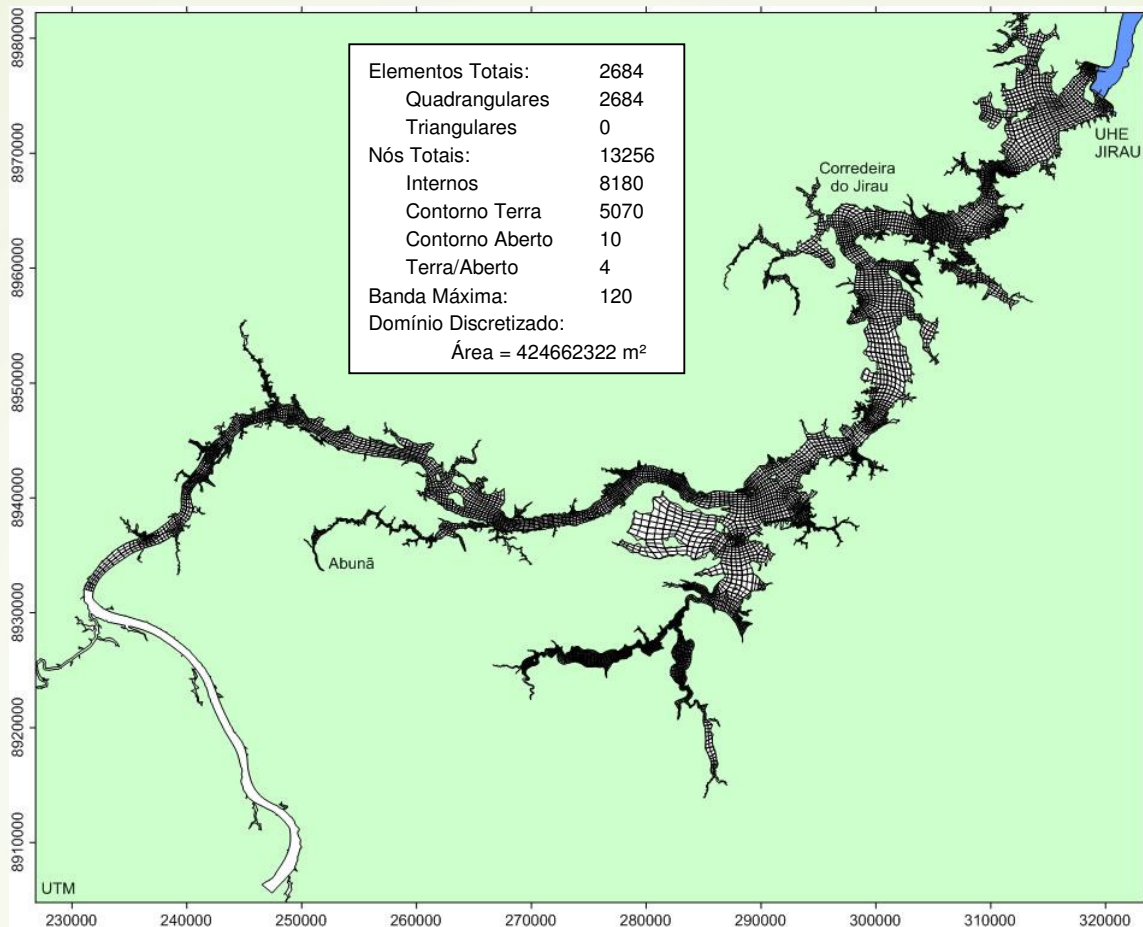 Elementos Totais: 2684
Quadrangulares 2684
Triangulares 0
Nós Totais: 13256
Internos 8180
Contorno Terra 5070
Contorno Aberto 10
Terra/Aberto 4
Banda Máxima: 120
Domínio Discretizado:
Área = 424662322 m²
UHE
JIRAU
Corredeira
do Jirau
Abunã
UTM
8980000
8970000
8960000
8950000
8940000
8930000
8920000
8910000
230000 240000 250000 260000 270000 280000 290000 300000 310000 320000